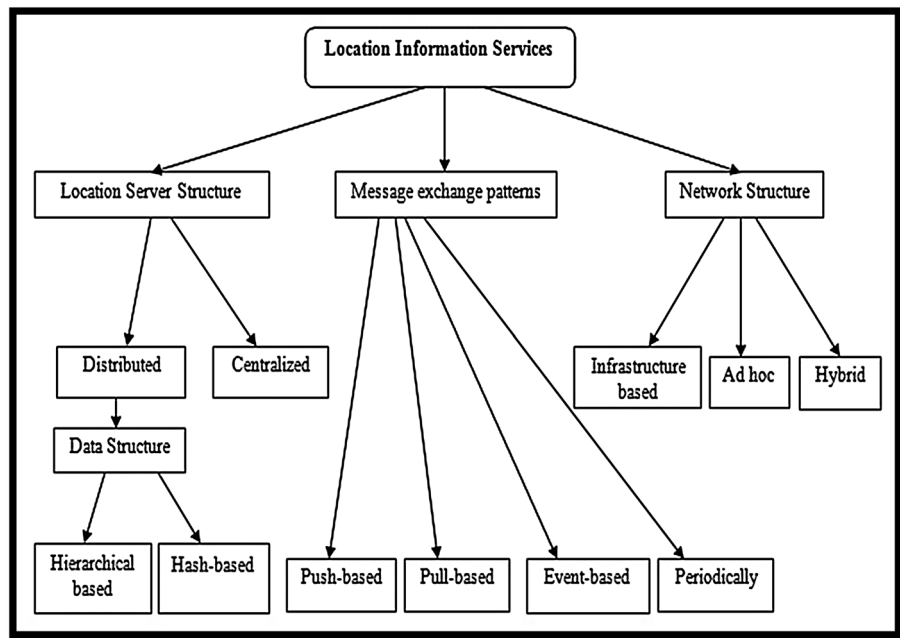 Location Information Services
Location Server Structure
Message exchange patterns
Network Structure
Distributed
Centralized
Infrastructure
based
Ad hoc
Hybrid
Data Structure
Hierarchical
based
Hash-based
Push-based
Pull-based
Event-based
Periodically